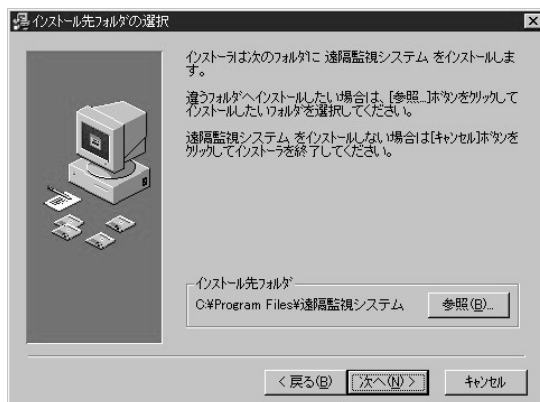 インストール先フォルダの選択
インストーラは次のフォルダに 遠隔監視システム をインストールしま
す。
違うフォルダへインストールしたい場合は、[参照...]ボタンをクリックして
インストールしたいフォルダを選択してください。
遠隔監視システム をインストールしない場合は[キャンセル]ボタンを
クリックしてインストーラを終了してください。
インストール先フォルダ
C:¥Program Files¥遠隔監視システム
参照(B)...
< 戻る(B)
次へ(N) >
キャンセル